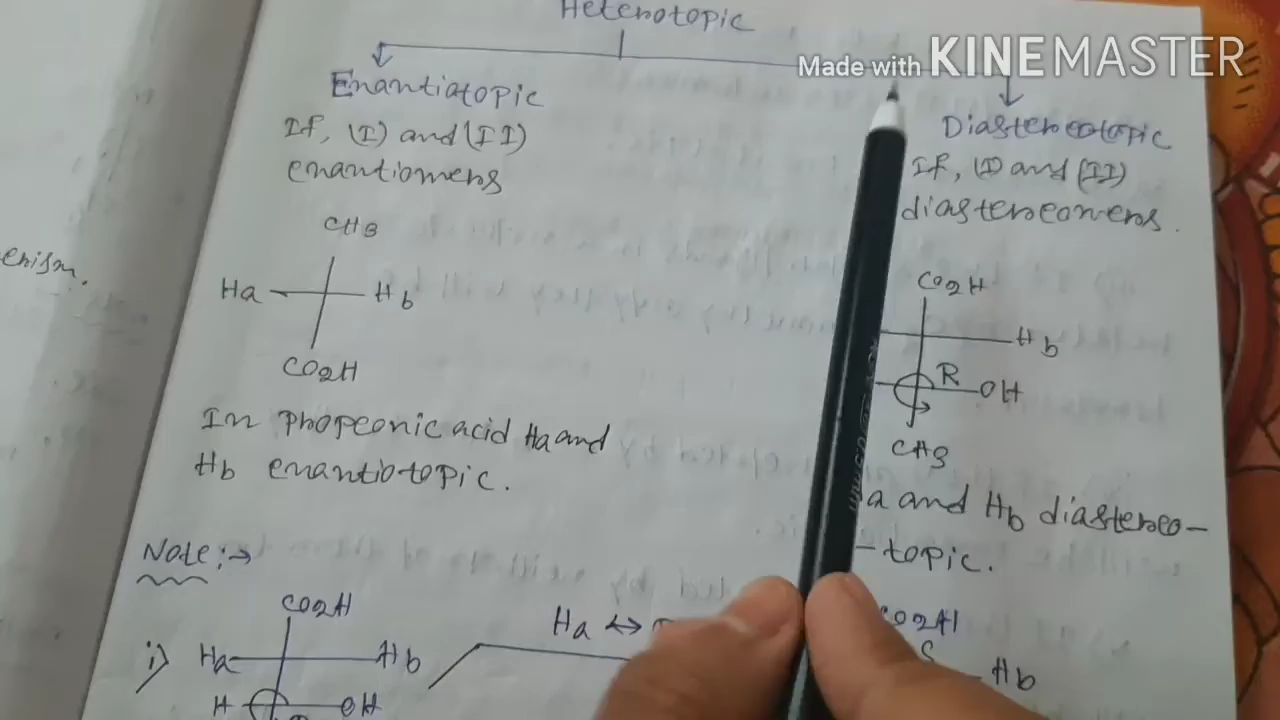 Heterotopic
Made with KINEMASTER
Enantiotopic
If, (I) and (II)
enantiomers
Diastereotopic
If, (I) and (II)
diastereomers.
enism.
CH3
Ha
Hb
CO2H
CO2H
Hb
R
OH
CH3
In propeonic acid Ha and
Hb enantiotopic.
a and Hb diastereo-
-topic.
Note :→
i)
CO2H
Ha
Hb
H
OH
Ha ↔
CO2H
S
Hb